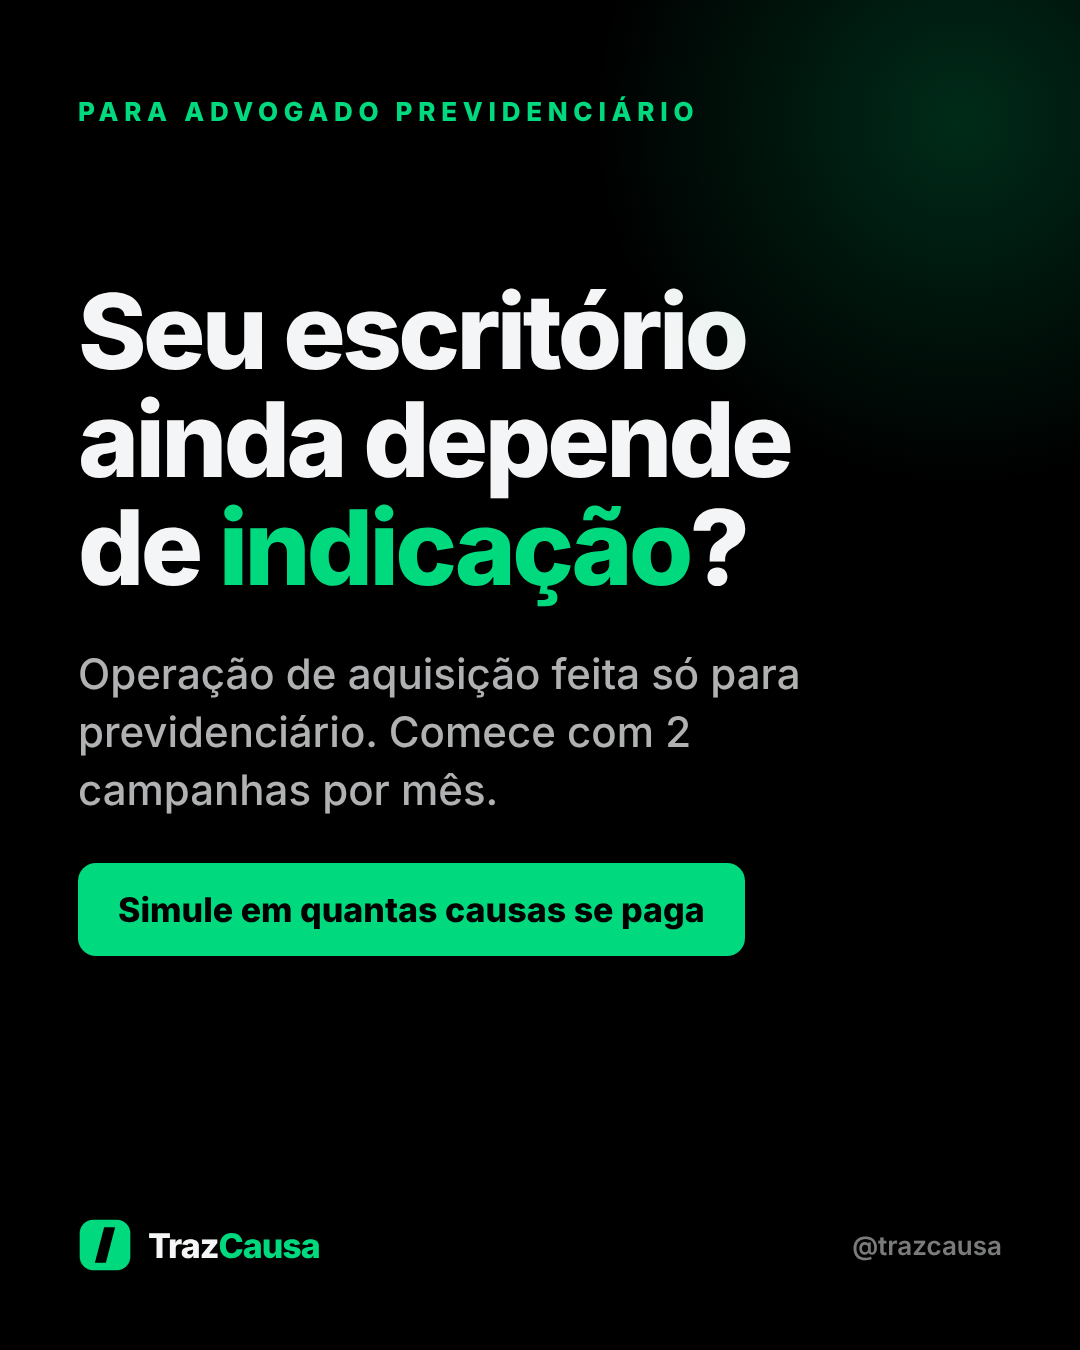 PARA ADVOGADO PREVIDENCIÁRIO
Seu escritório
ainda depende
de indicação?
Operação de aquisição feita só para
previdenciário. Comece com 2
campanhas por mês.
Simule em quantas causas se paga
TrazCausa
@trazcausa